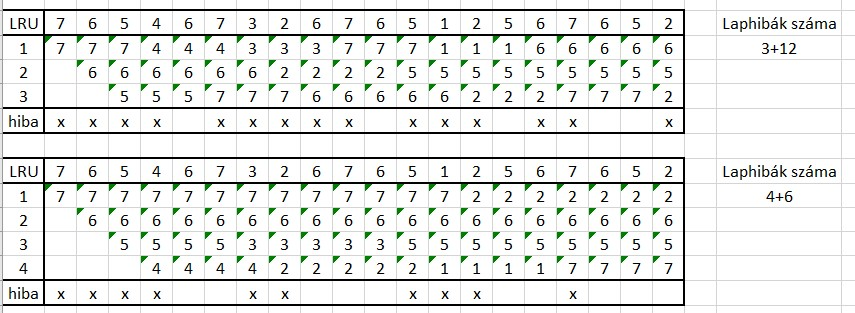 LRU 7 6 5 4 6 7 3 2 6 7 6 5 1 2 5 6 7 6 5 2 Laphibák száma
1 7 7 7 4 4 4 3 3 3 7 7 7 1 1 1 6 6 6 6 6 3+12
2 6 6 6 6 6 6 2 2 2 2 5 5 5 5 5 5 5 5 5
3 5 5 5 7 7 7 6 6 6 6 6 2 2 2 7 7 7 2
hiba x x x x x x x x x x x x x x x
LRU 7 6 5 4 6 7 3 2 6 7 6 5 1 2 5 6 7 6 5 2 Laphibák száma
1 7 7 7 7 7 7 7 7 7 7 7 7 7 2 2 2 2 2 2 2 4+6
2 6 6 6 6 6 6 6 6 6 6 6 6 6 6 6 6 6 6 6
3 5 5 5 5 3 3 3 3 3 5 5 5 5 5 5 5 5 5
4 4 4 4 4 2 2 2 2 2 1 1 1 1 7 7 7 7
hiba x x x x x x x x x x